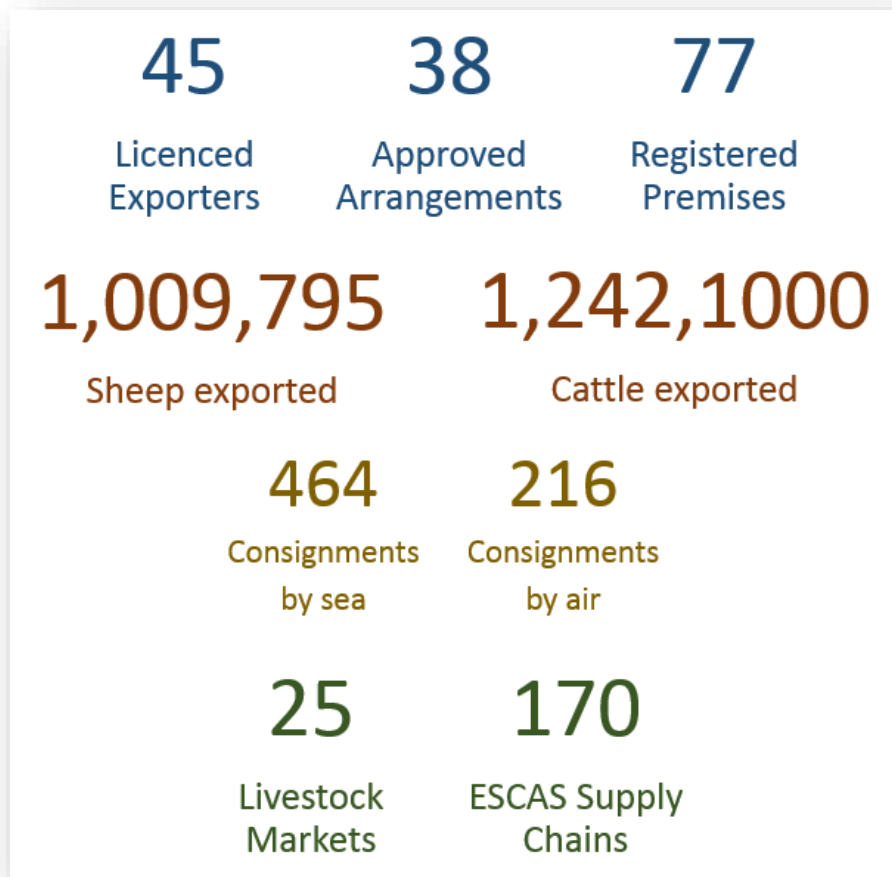 45 38 77
Licenced Approved Registered
Exporters Arrangements Premises
1,009,795 1,242,1000
Sheep exported Cattle exported
464 216
Consignments Consignments
by sea by air
25 170
Livestock ESCAS Supply
Markets Chains